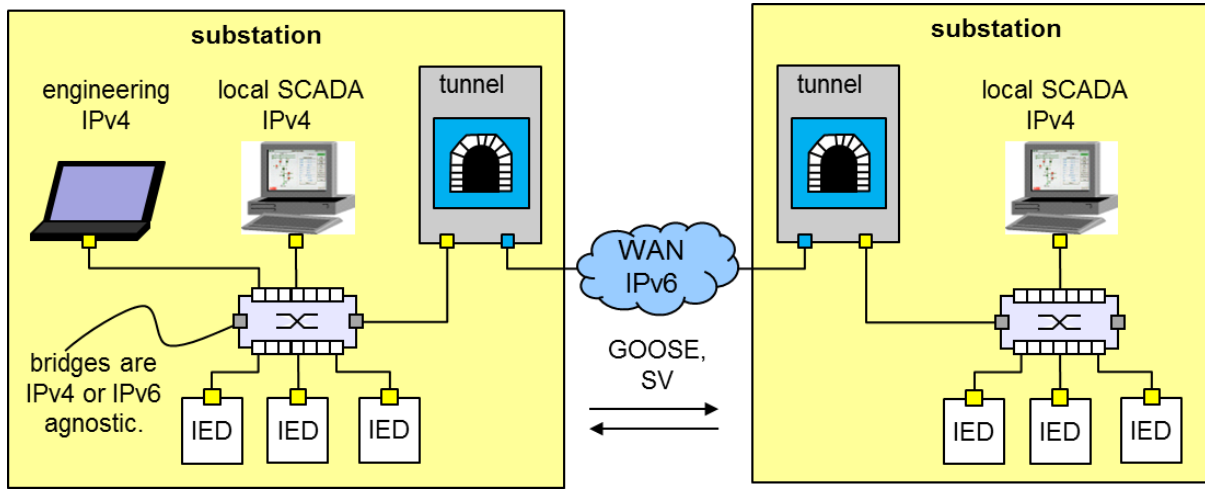 substation
engineering
IPv4
local SCADA
IPv4
tunnel
bridges are
IPv4 or IPv6
agnostic.
IED
IED
IED
WAN
IPv6
GOOSE,
SV
substation
tunnel
local SCADA
IPv4
IED
IED
IED